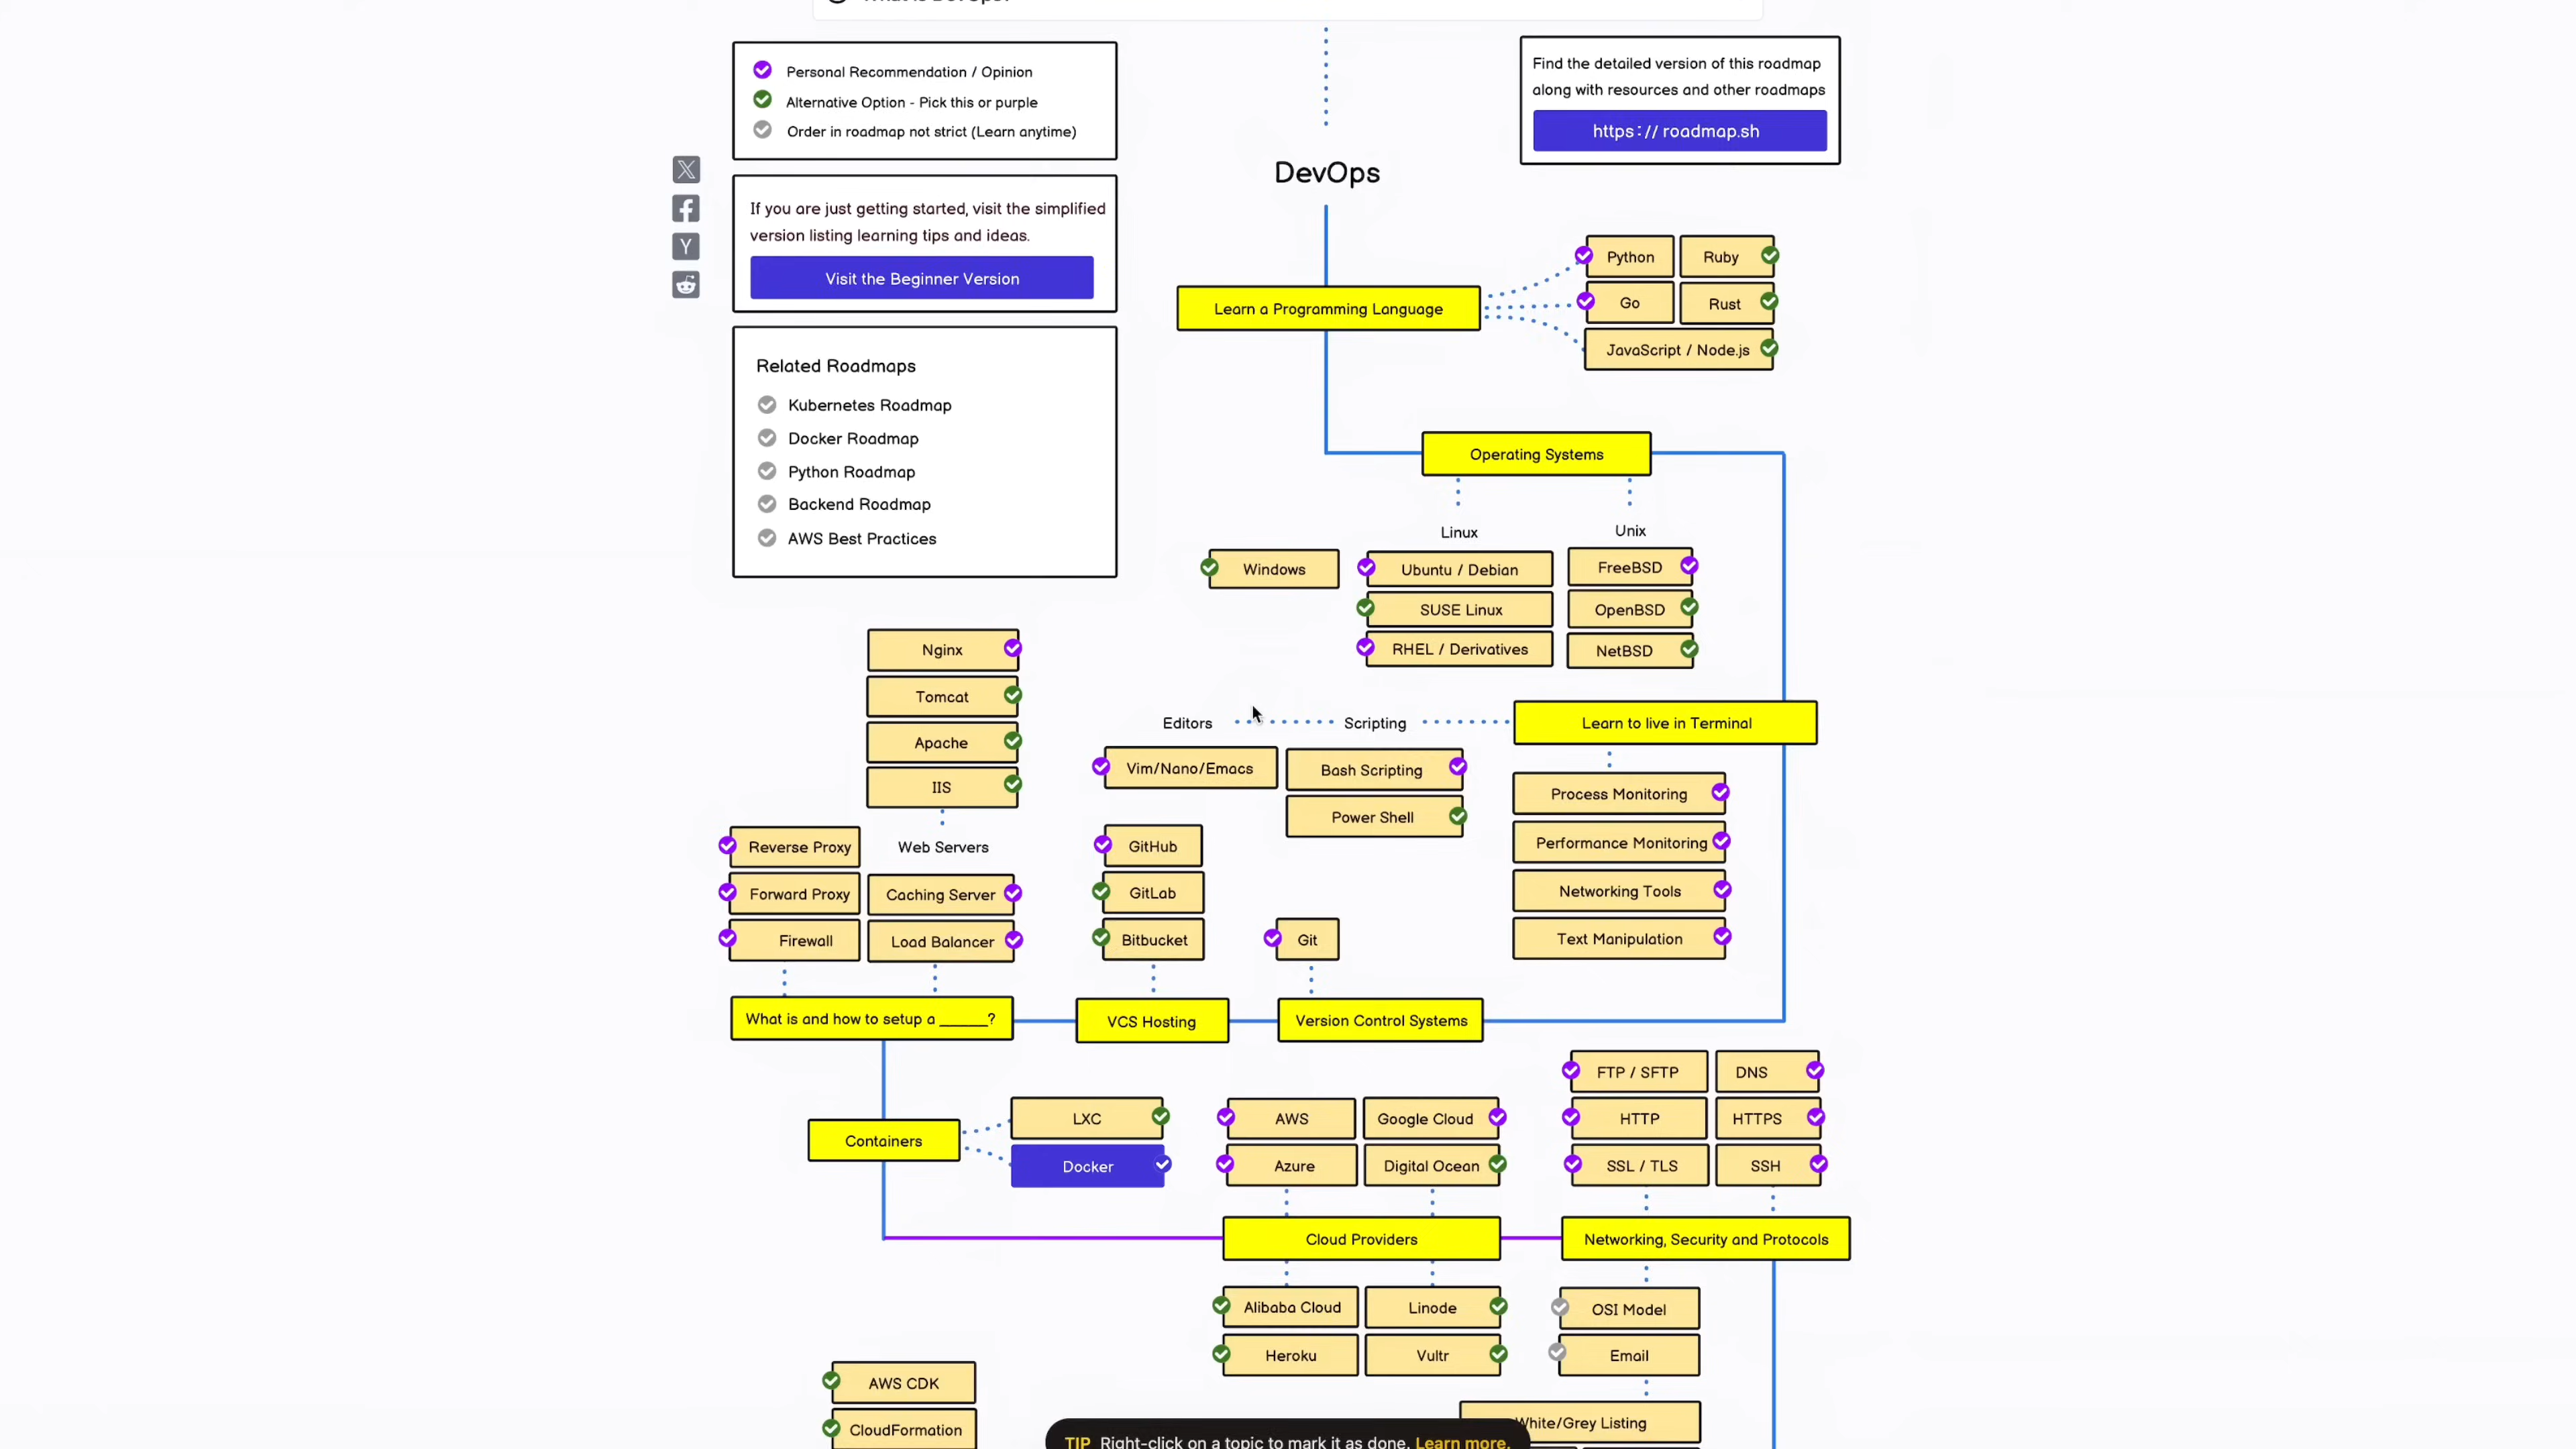 Personal Recommendation / Opinion
Alternative Option - Pick this or purple
Order in roadmap not strict (Learn anytime)
Find the detailed version of this roadmap
along with resources and other roadmaps
https://roadmap.sh
DevOps
If you are just getting started, visit the simplified
version listing learning tips and ideas.
Visit the Beginner Version
Related Roadmaps
Kubernetes Roadmap
Docker Roadmap
Python Roadmap
Backend Roadmap
AWS Best Practices
Learn a Programming Language
Python
Ruby
Go
Rust
JavaScript / Node.js
Operating Systems
Linux
Unix
Windows
Ubuntu / Debian
FreeBSD
SUSE Linux
OpenBSD
RHEL / Derivatives
NetBSD
Nginx
Tomcat
Apache
IIS
Web Servers
Editors
Scripting
Learn to live in Terminal
Vim/Nano/Emacs
Bash Scripting
Power Shell
Process Monitoring
Performance Monitoring
Networking Tools
Text Manipulation
Reverse Proxy
Forward Proxy
Firewall
Caching Server
Load Balancer
GitHub
GitLab
Bitbucket
Git
What is and how to setup a ______?
VCS Hosting
Version Control Systems
Containers
LXC
Docker
AWS
Google Cloud
Azure
Digital Ocean
FTP / SFTP
DNS
HTTP
HTTPS
SSL / TLS
SSH
Cloud Providers
Networking, Security and Protocols
Alibaba Cloud
Linode
Heroku
Vultr
OSI Model
Email
White/Grey Listing
AWS CDK
CloudFormation
TIP Right-click on a topic to mark it as done. Learn more.